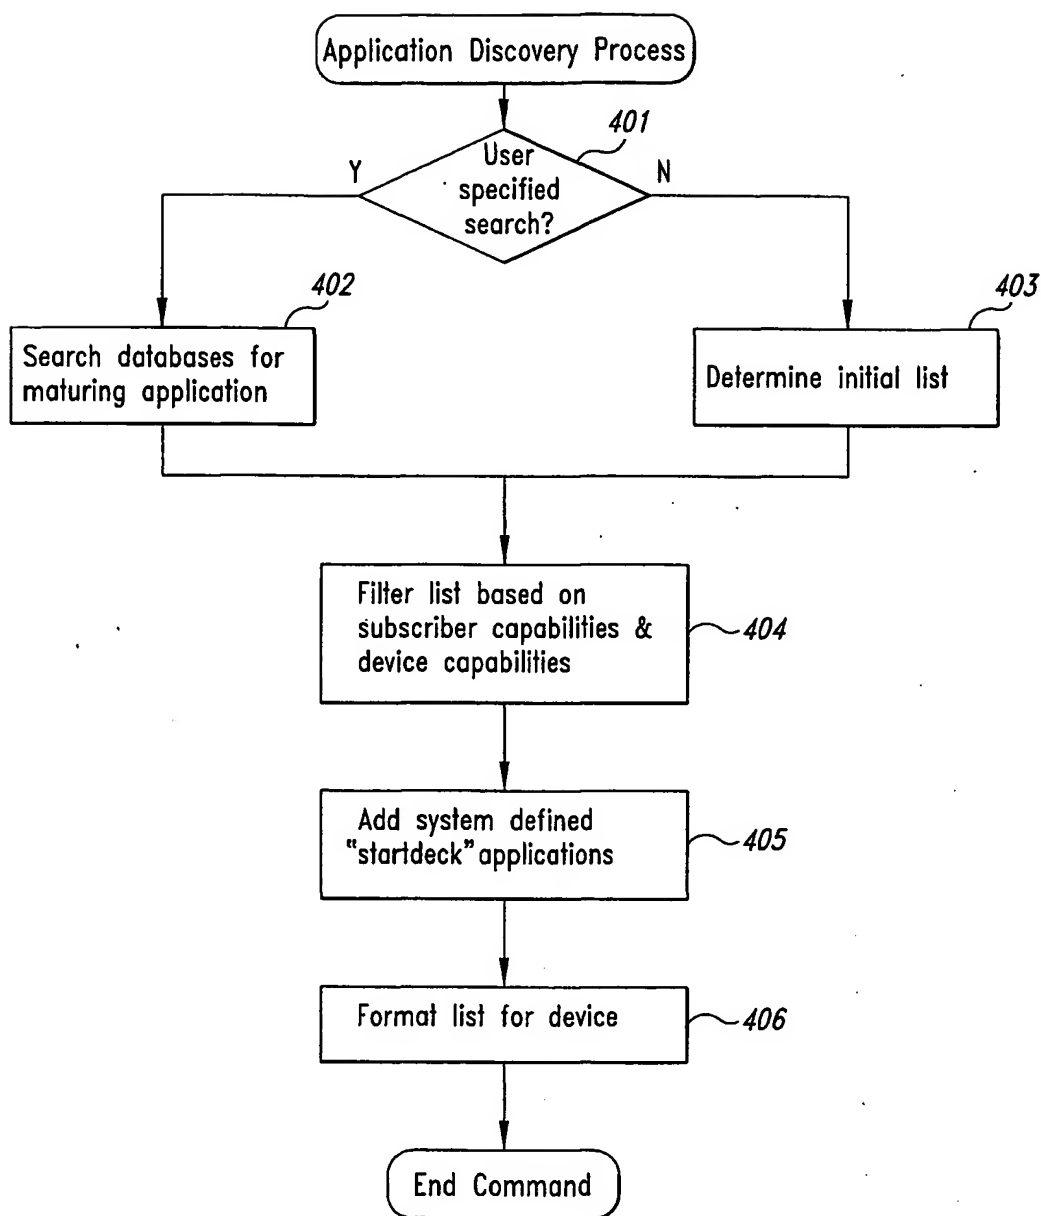 Application Discovery Process
401
Y
User
specified
search?
N
402
403
Search databases for
maturing application
Determine initial list
Filter list based on
subscriber capabilities &
device capabilities
404
Add system defined
"startdeck" applications
405
Format list for device
406
End Command